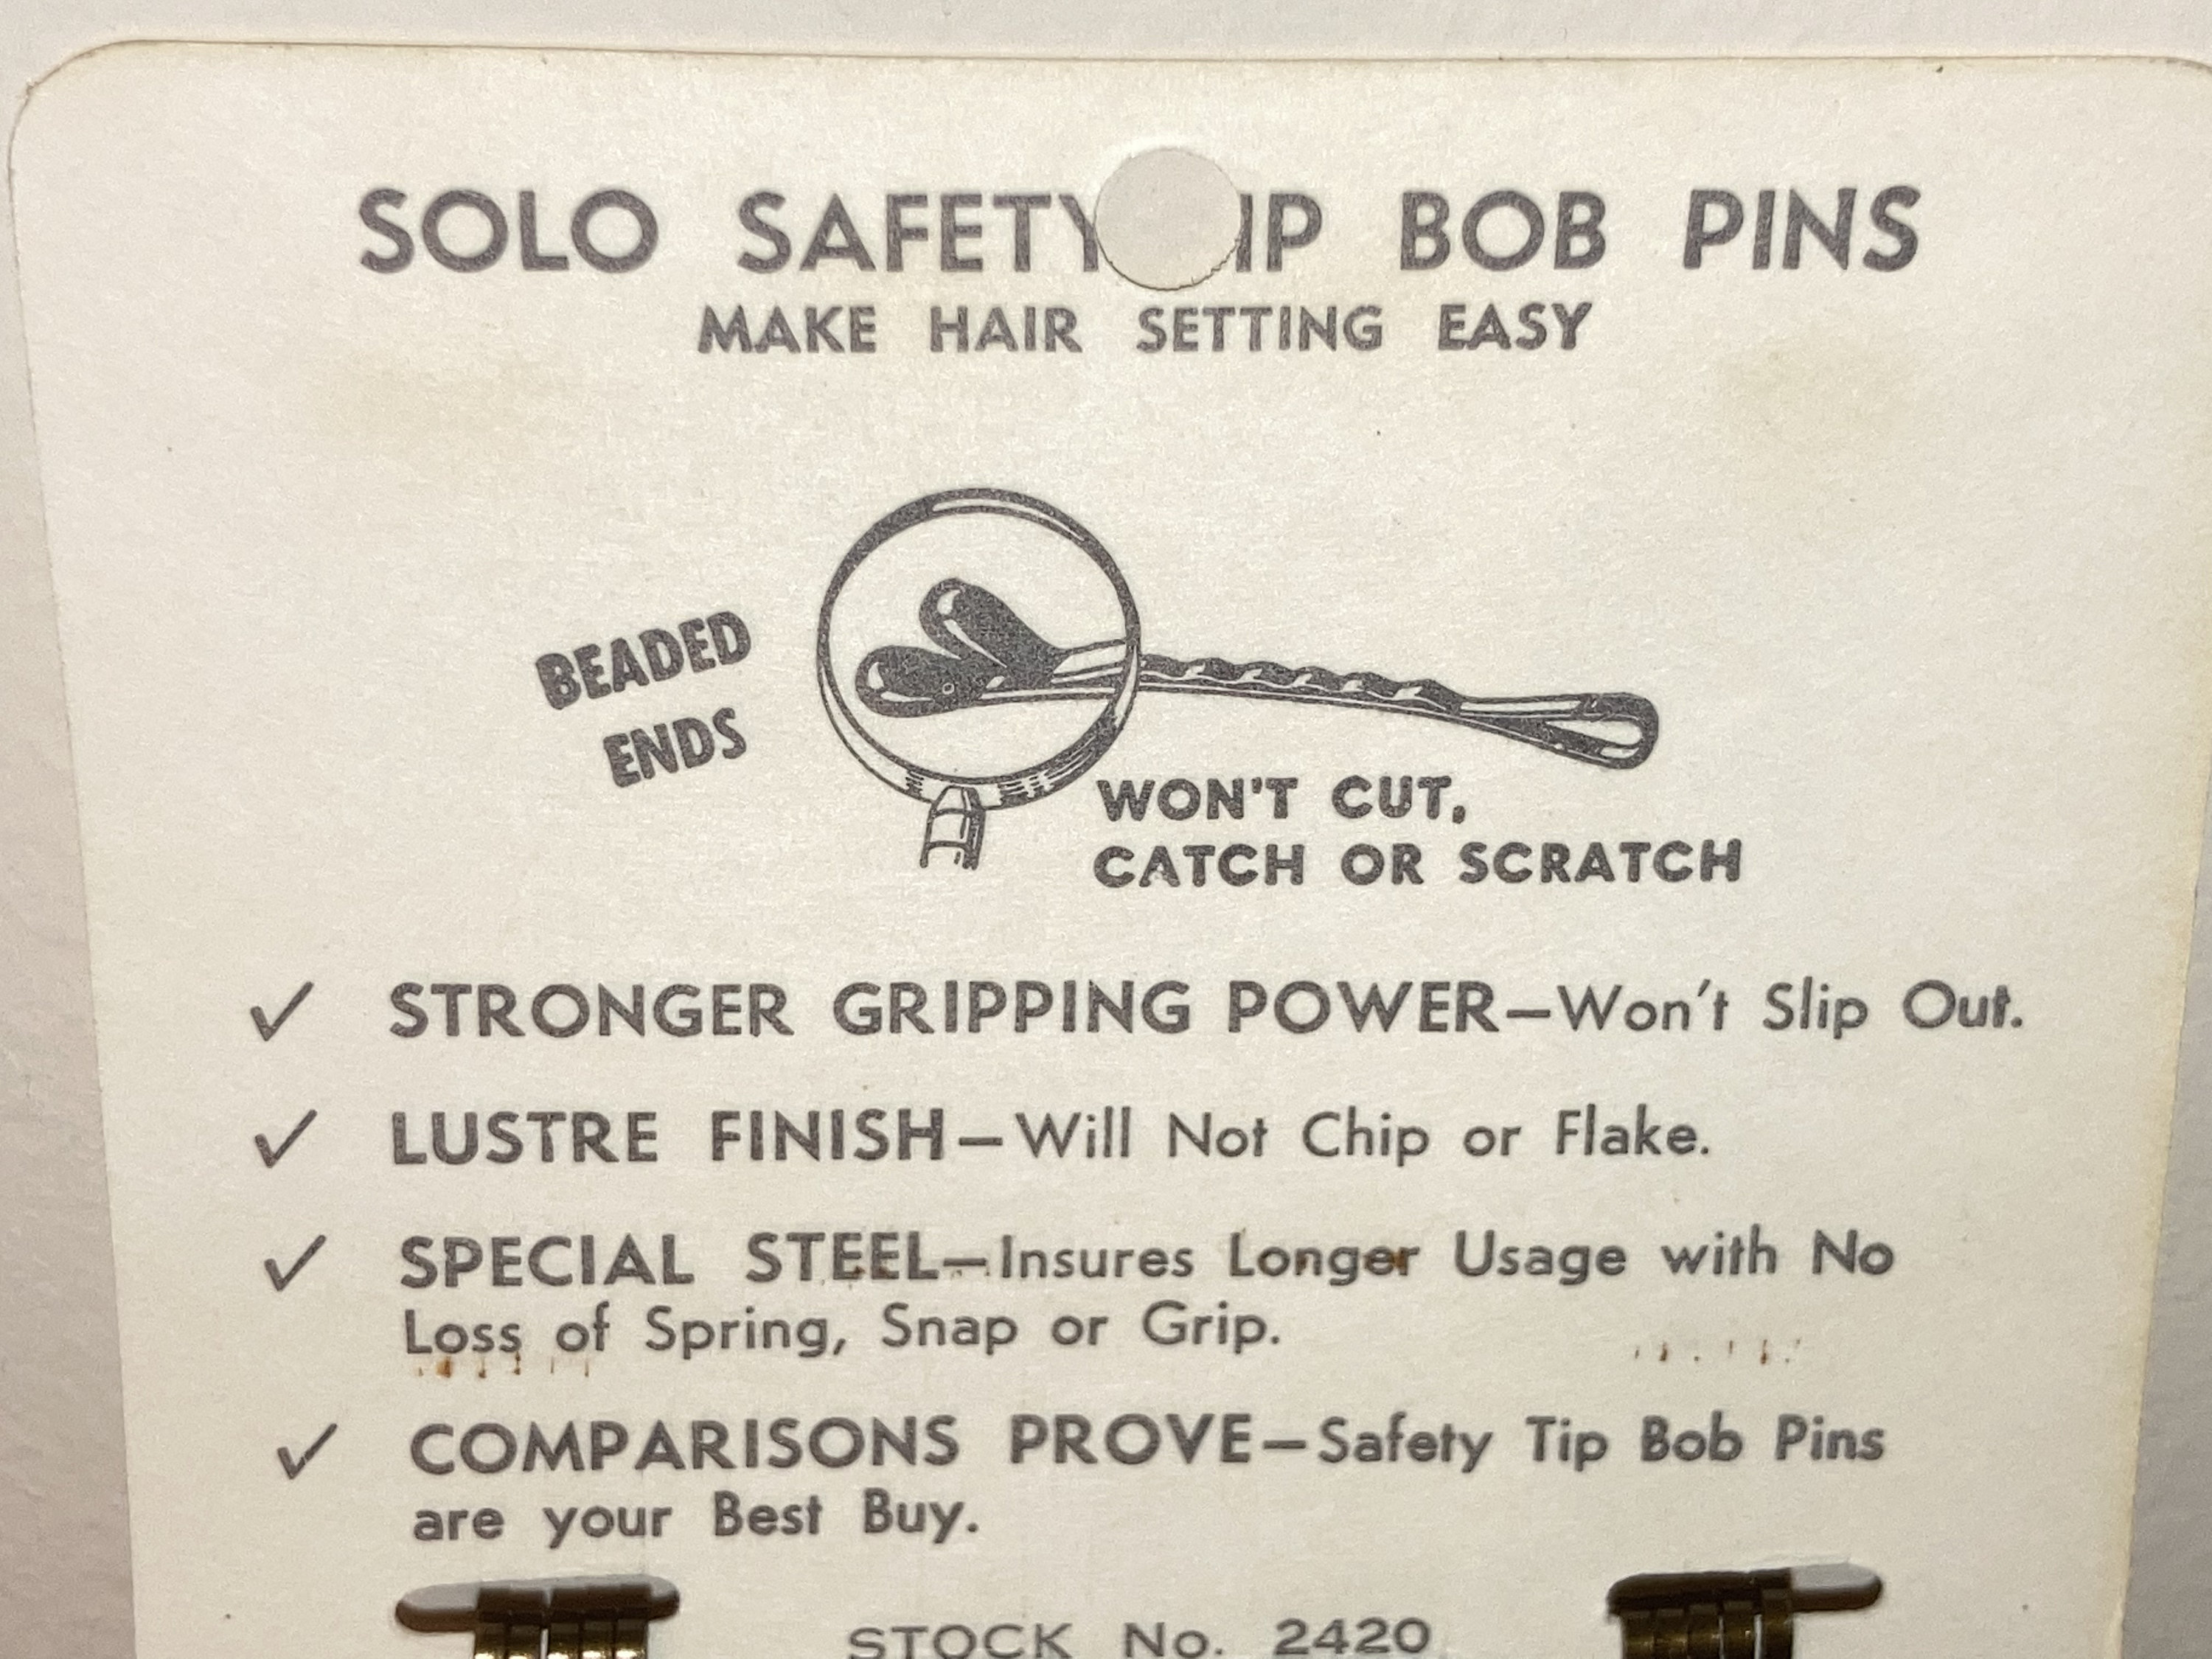 SOLO SAFETY IP BOB PINS
MAKE HAIR SETTING EASY
BEADED
ENDS
WON'T CUT,
CATCH OR SCRATCH
✓ STRONGER GRIPPING POWER—Won't Slip Out.
✓ LUSTRE FINISH—Will Not Chip or Flake.
✓ SPECIAL STEEL—Insures Longer Usage with No
Loss of Spring, Snap or Grip.
✓ COMPARISONS PROVE—Safety Tip Bob Pins
are your Best Buy.
STOCK No. 2420